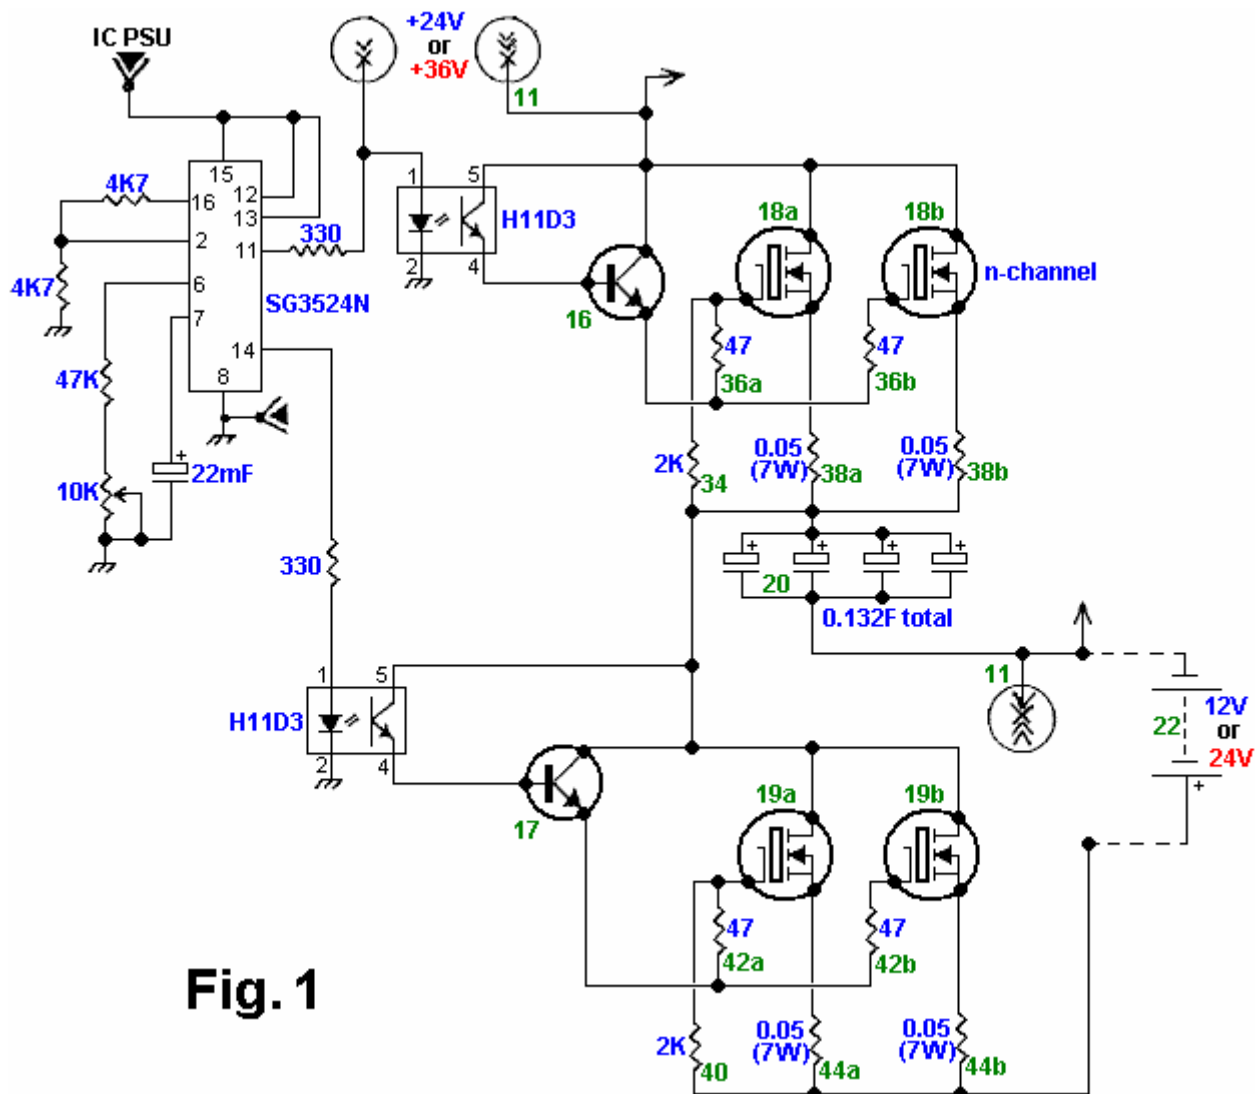 IC PSU
+24V
or
+36V
11
15
12
13
16
2
11
6
7
14
8
4K7
4K7
330
SG3524N
47K
10K
22mF
330
1
5
2
4
H11D3
16
18a
18b
n-channel
47
36a
47
36b
2K
34
0.05
(7W)
38a
0.05
(7W)
38b
+
+
+
+
+
20
0.132F total
11
12V
or
24V
22
+
1
5
2
4
H11D3
17
19a
19b
47
42a
47
42b
2K
40
0.05
(7W)
44a
0.05
(7W)
44b
Fig. 1